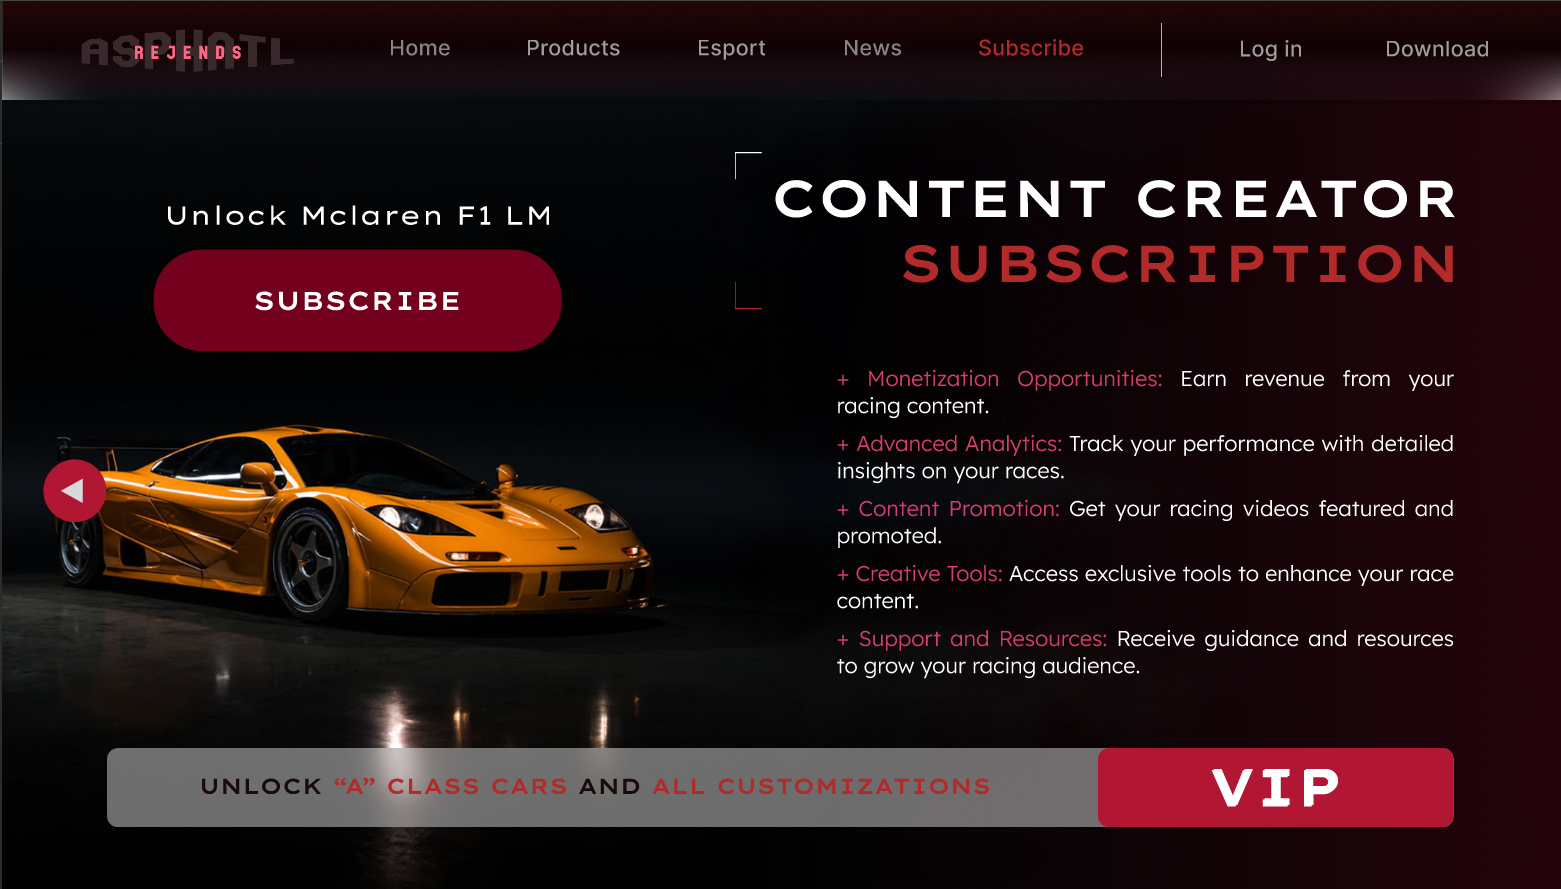 ASPHATL
REJENDS
Home Products Esport News Subscribe Log in Download
Unlock Mclaren F1 LM
SUBSCRIBE
CONTENT CREATOR
SUBSCRIPTION
+ Monetization Opportunities: Earn revenue from your
racing content.
+ Advanced Analytics: Track your performance with detailed
insights on your races.
+ Content Promotion: Get your racing videos featured and
promoted.
+ Creative Tools: Access exclusive tools to enhance your race
content.
+ Support and Resources: Receive guidance and resources
to grow your racing audience.
UNLOCK “A” CLASS CARS AND ALL CUSTOMIZATIONS
VIP